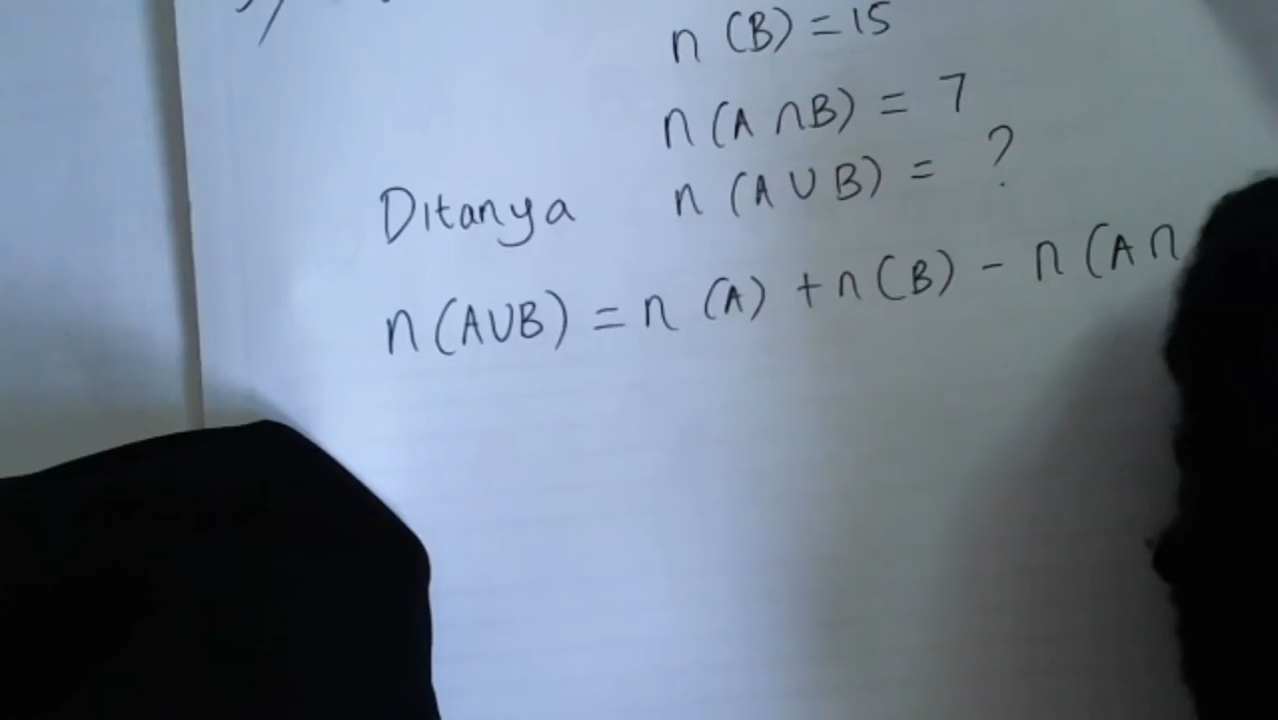 n (B) = 15
n (A ∩ B) = 7
Ditanya n (A ∪ B) = ?
n (A∪B) = n (A) + n (B) - n (A ∩